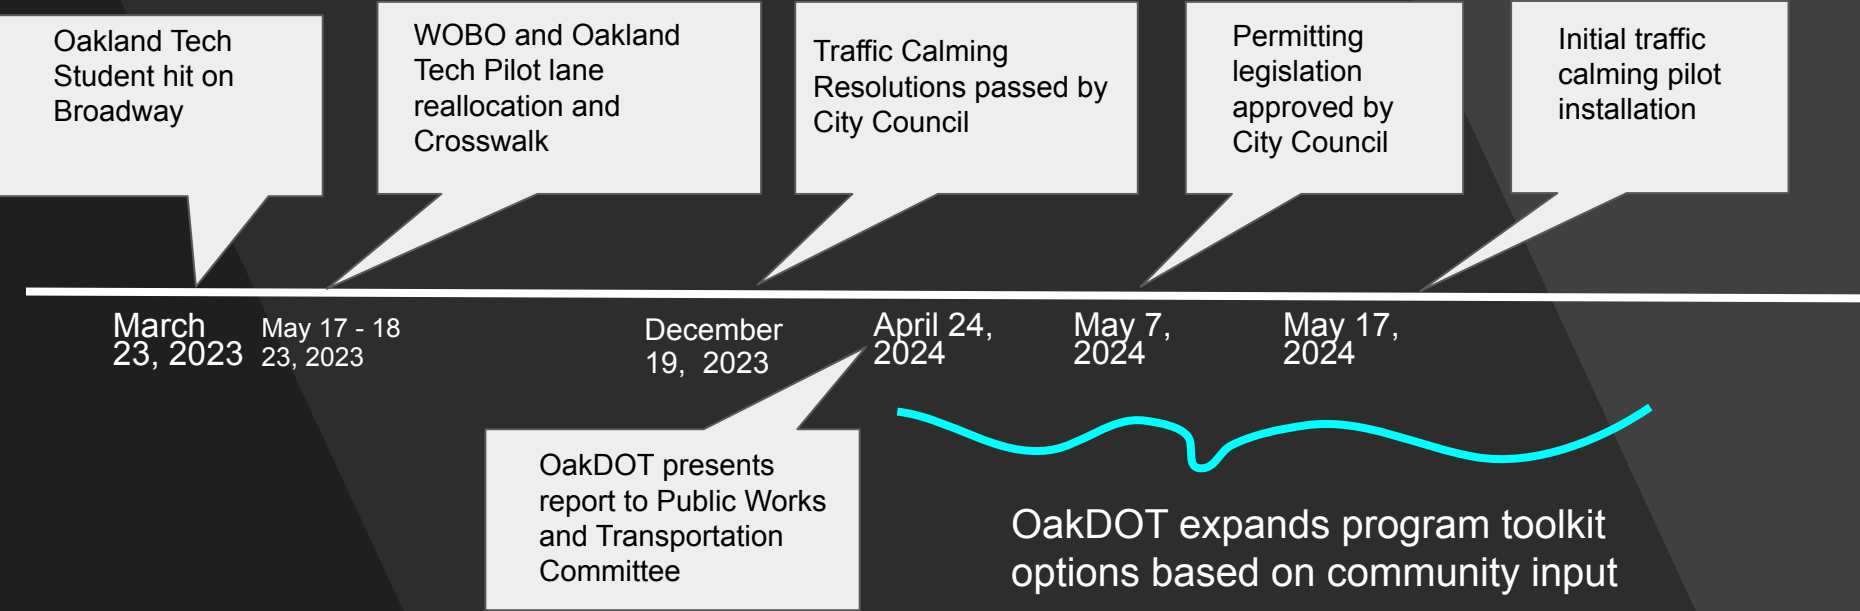 Oakland Tech
Student hit on
Broadway
WOBO and Oakland
Tech Pilot lane
reallocation and
Crosswalk
Traffic Calming
Resolutions passed by
City Council
Permitting
legislation
approved by
City Council
Initial traffic
calming pilot
installation
March
23, 2023
May 17 - 18
23, 2023
December
19,  2023
April 24,
2024
May 7,
2024
May 17,
2024
OakDOT presents
report to Public Works
and Transportation
Committee
OakDOT expands program toolkit
options based on community input